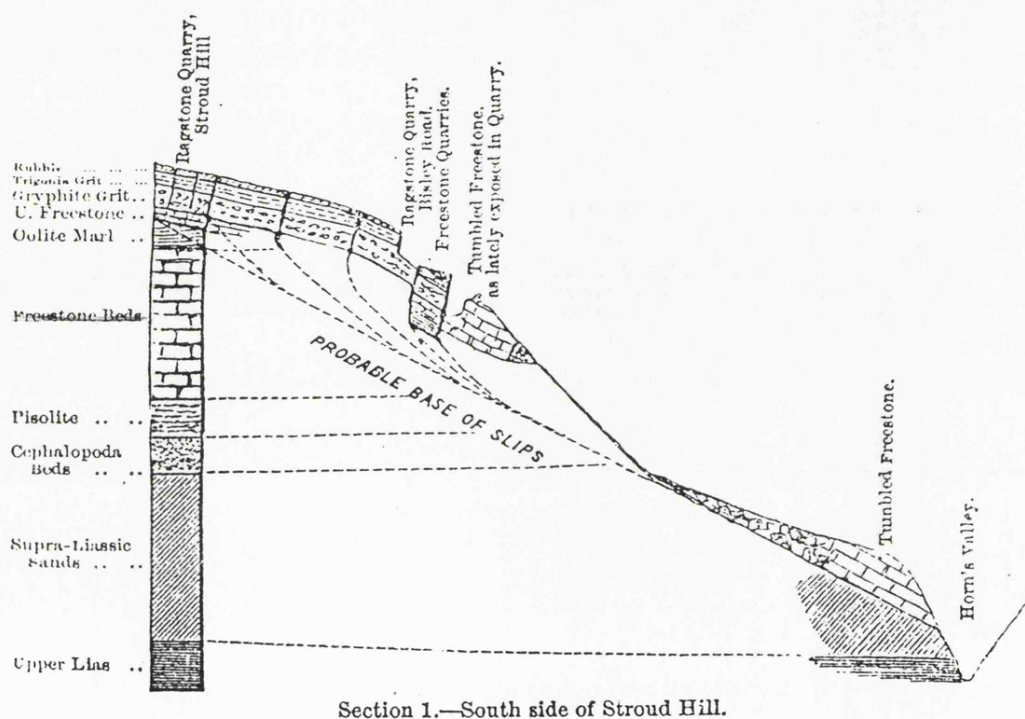 Ragstone Quarry,
Stroud Hill
Ragstone Quarry,
Bisley Road.
Freestone Quarries.
Tumbled Freestone.
as lately exposed in Quarry.
Rubble .. .. ..
Trigonia Grit .. ..
Gryphite Grit..
U. Freestone ..
Oolite Marl ..
Freestone Beds
Pisolite .. ..
Cephalopoda
Beds .. ..
Supra-Liassic
Sands .. ..
Upper Lias ..
PROBABLE BASE OF SLIPS
Tumbled Freestone.
Horn's Valley.
Section 1.—South side of Stroud Hill.